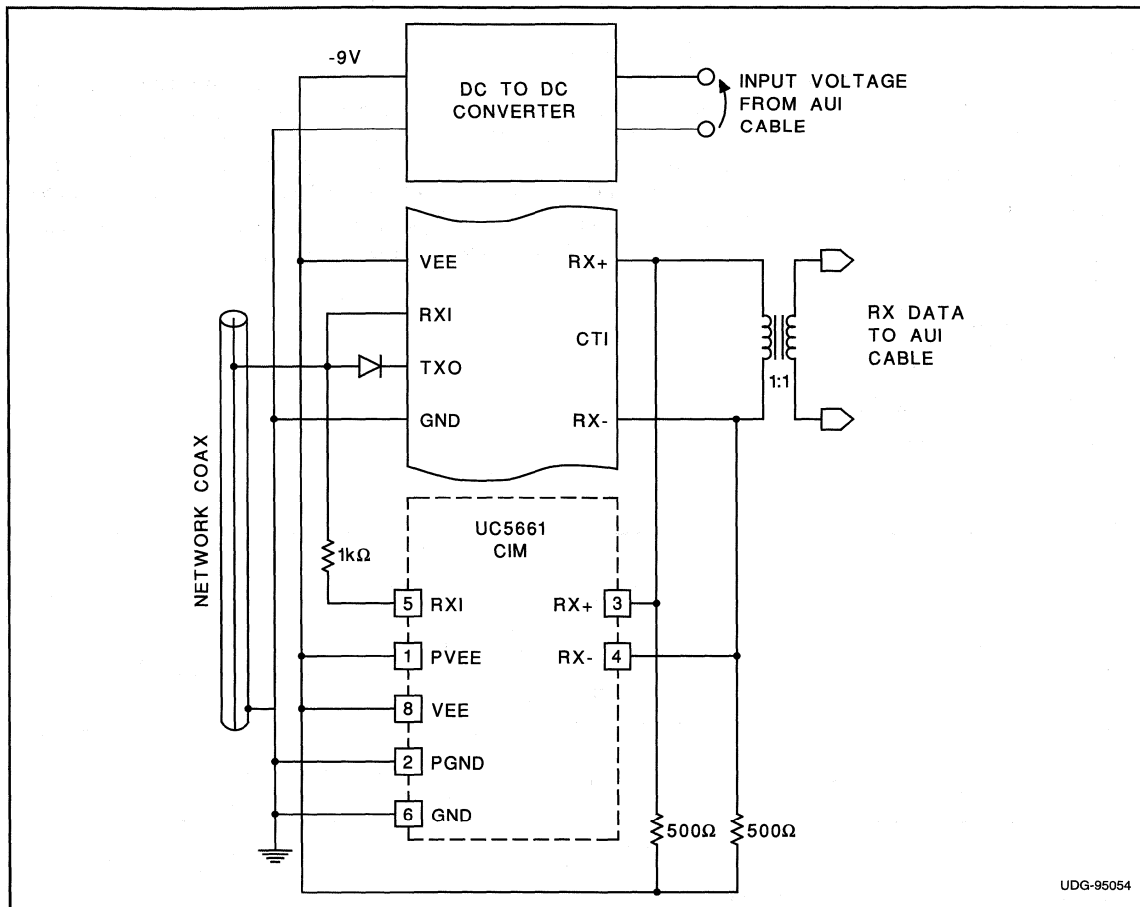 -9V
DC TO DC
CONVERTER
INPUT VOLTAGE
FROM AUI
CABLE
VEE
RXI
TXO
GND
RX+
CTI
RX-
1:1
RX DATA
TO AUI
CABLE
NETWORK COAX
1kΩ
UC5661
CIM
5 RXI
1 PVEE
8 VEE
2 PGND
6 GND
RX+ 3
RX- 4
500Ω
500Ω
UDG-95054